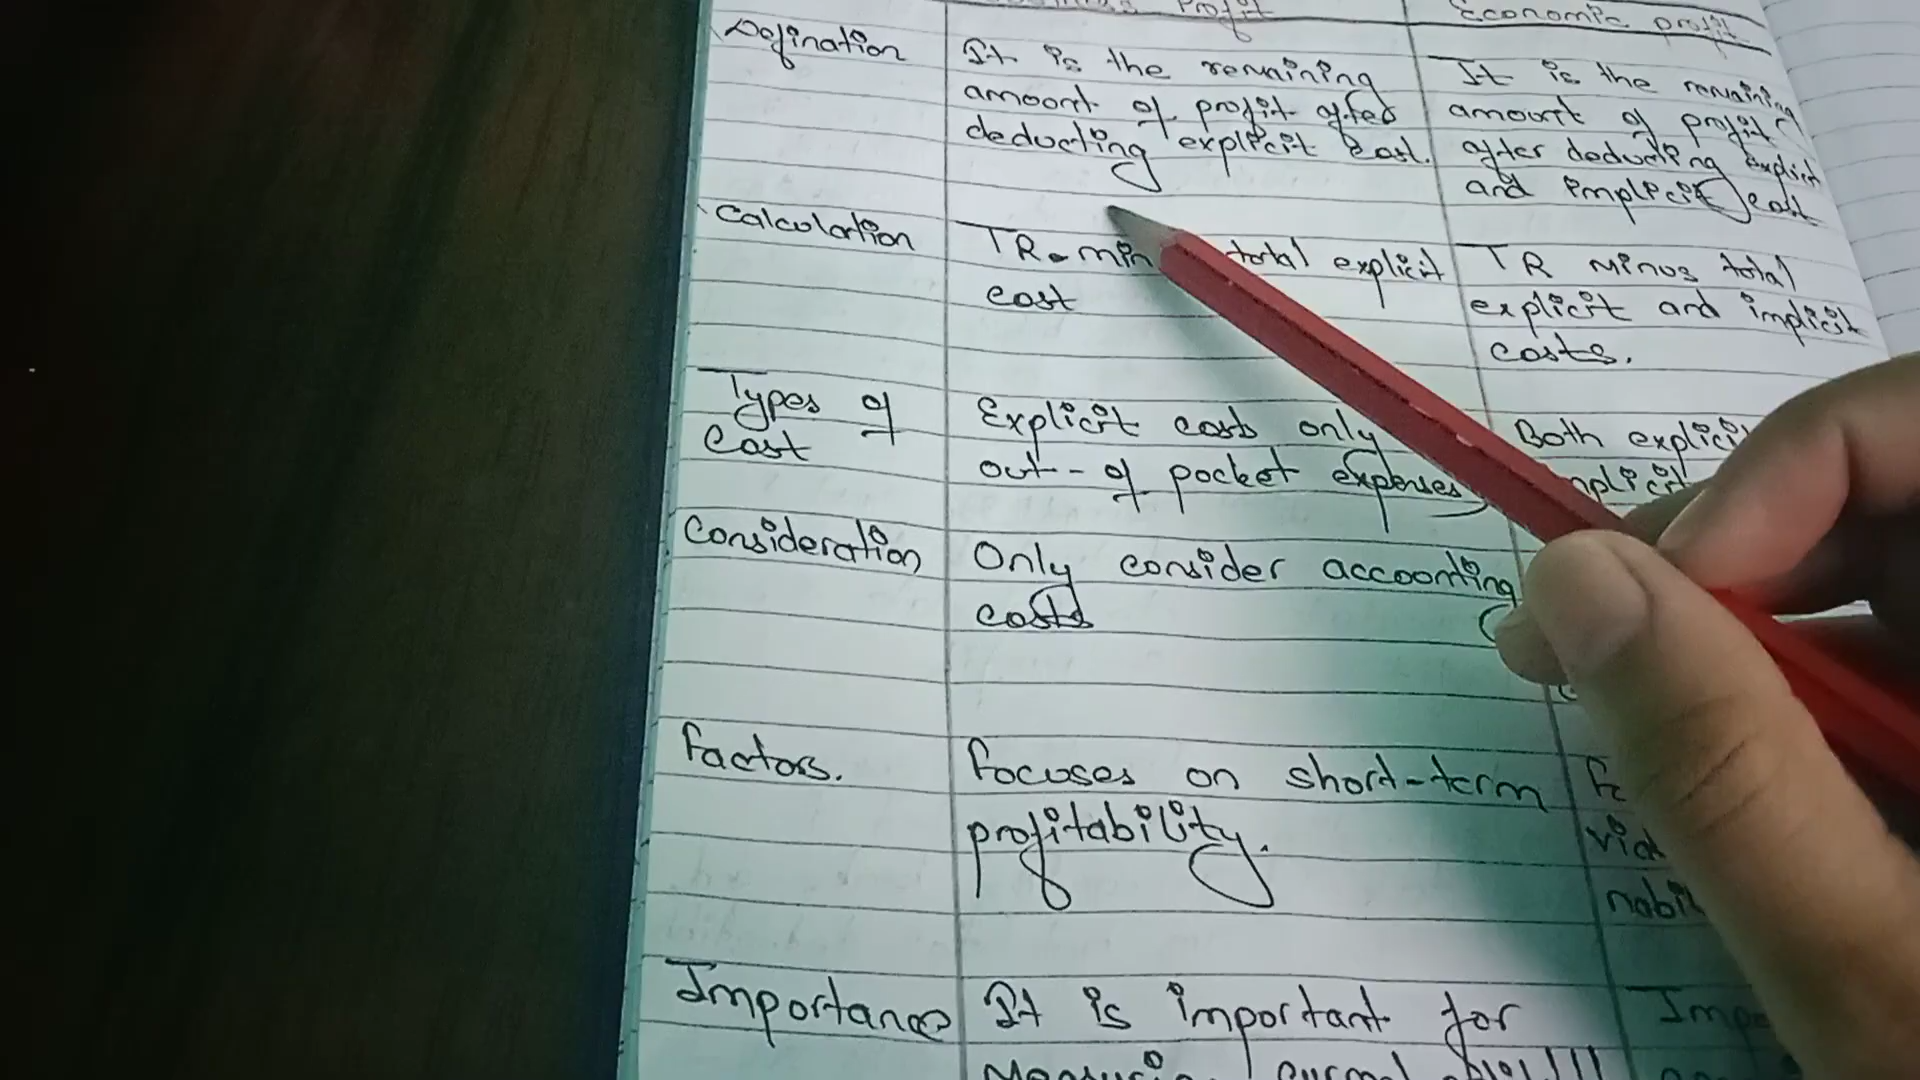 Profit
Economic profit
Defination
It is the remaining
amount of profit after
deducting explicit cost.
It is the remaining
amount of profit
after deducting explicit
and implicit cost
Calculation
TR - total explicit
cost
TR minus total
explicit and implicit
costs.
Types of
Cost
Explicit costs only
out-of pocket expenses
Both
Consideration
Only consider accounting
costs
factors.
focuses on short-term
profitability.
Importance
It is important for